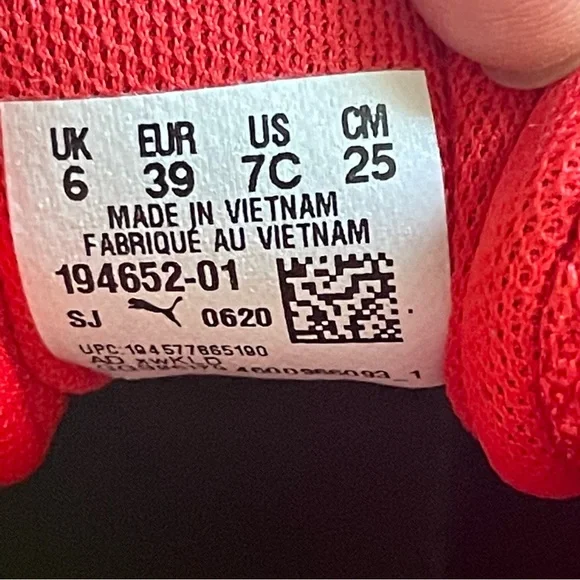 UK EUR US CM
6 39 7C 25
MADE IN VIETNAM
FABRIQUÉ AU VIETNAM
194652-01
SJ 0620
UPC:194577865190